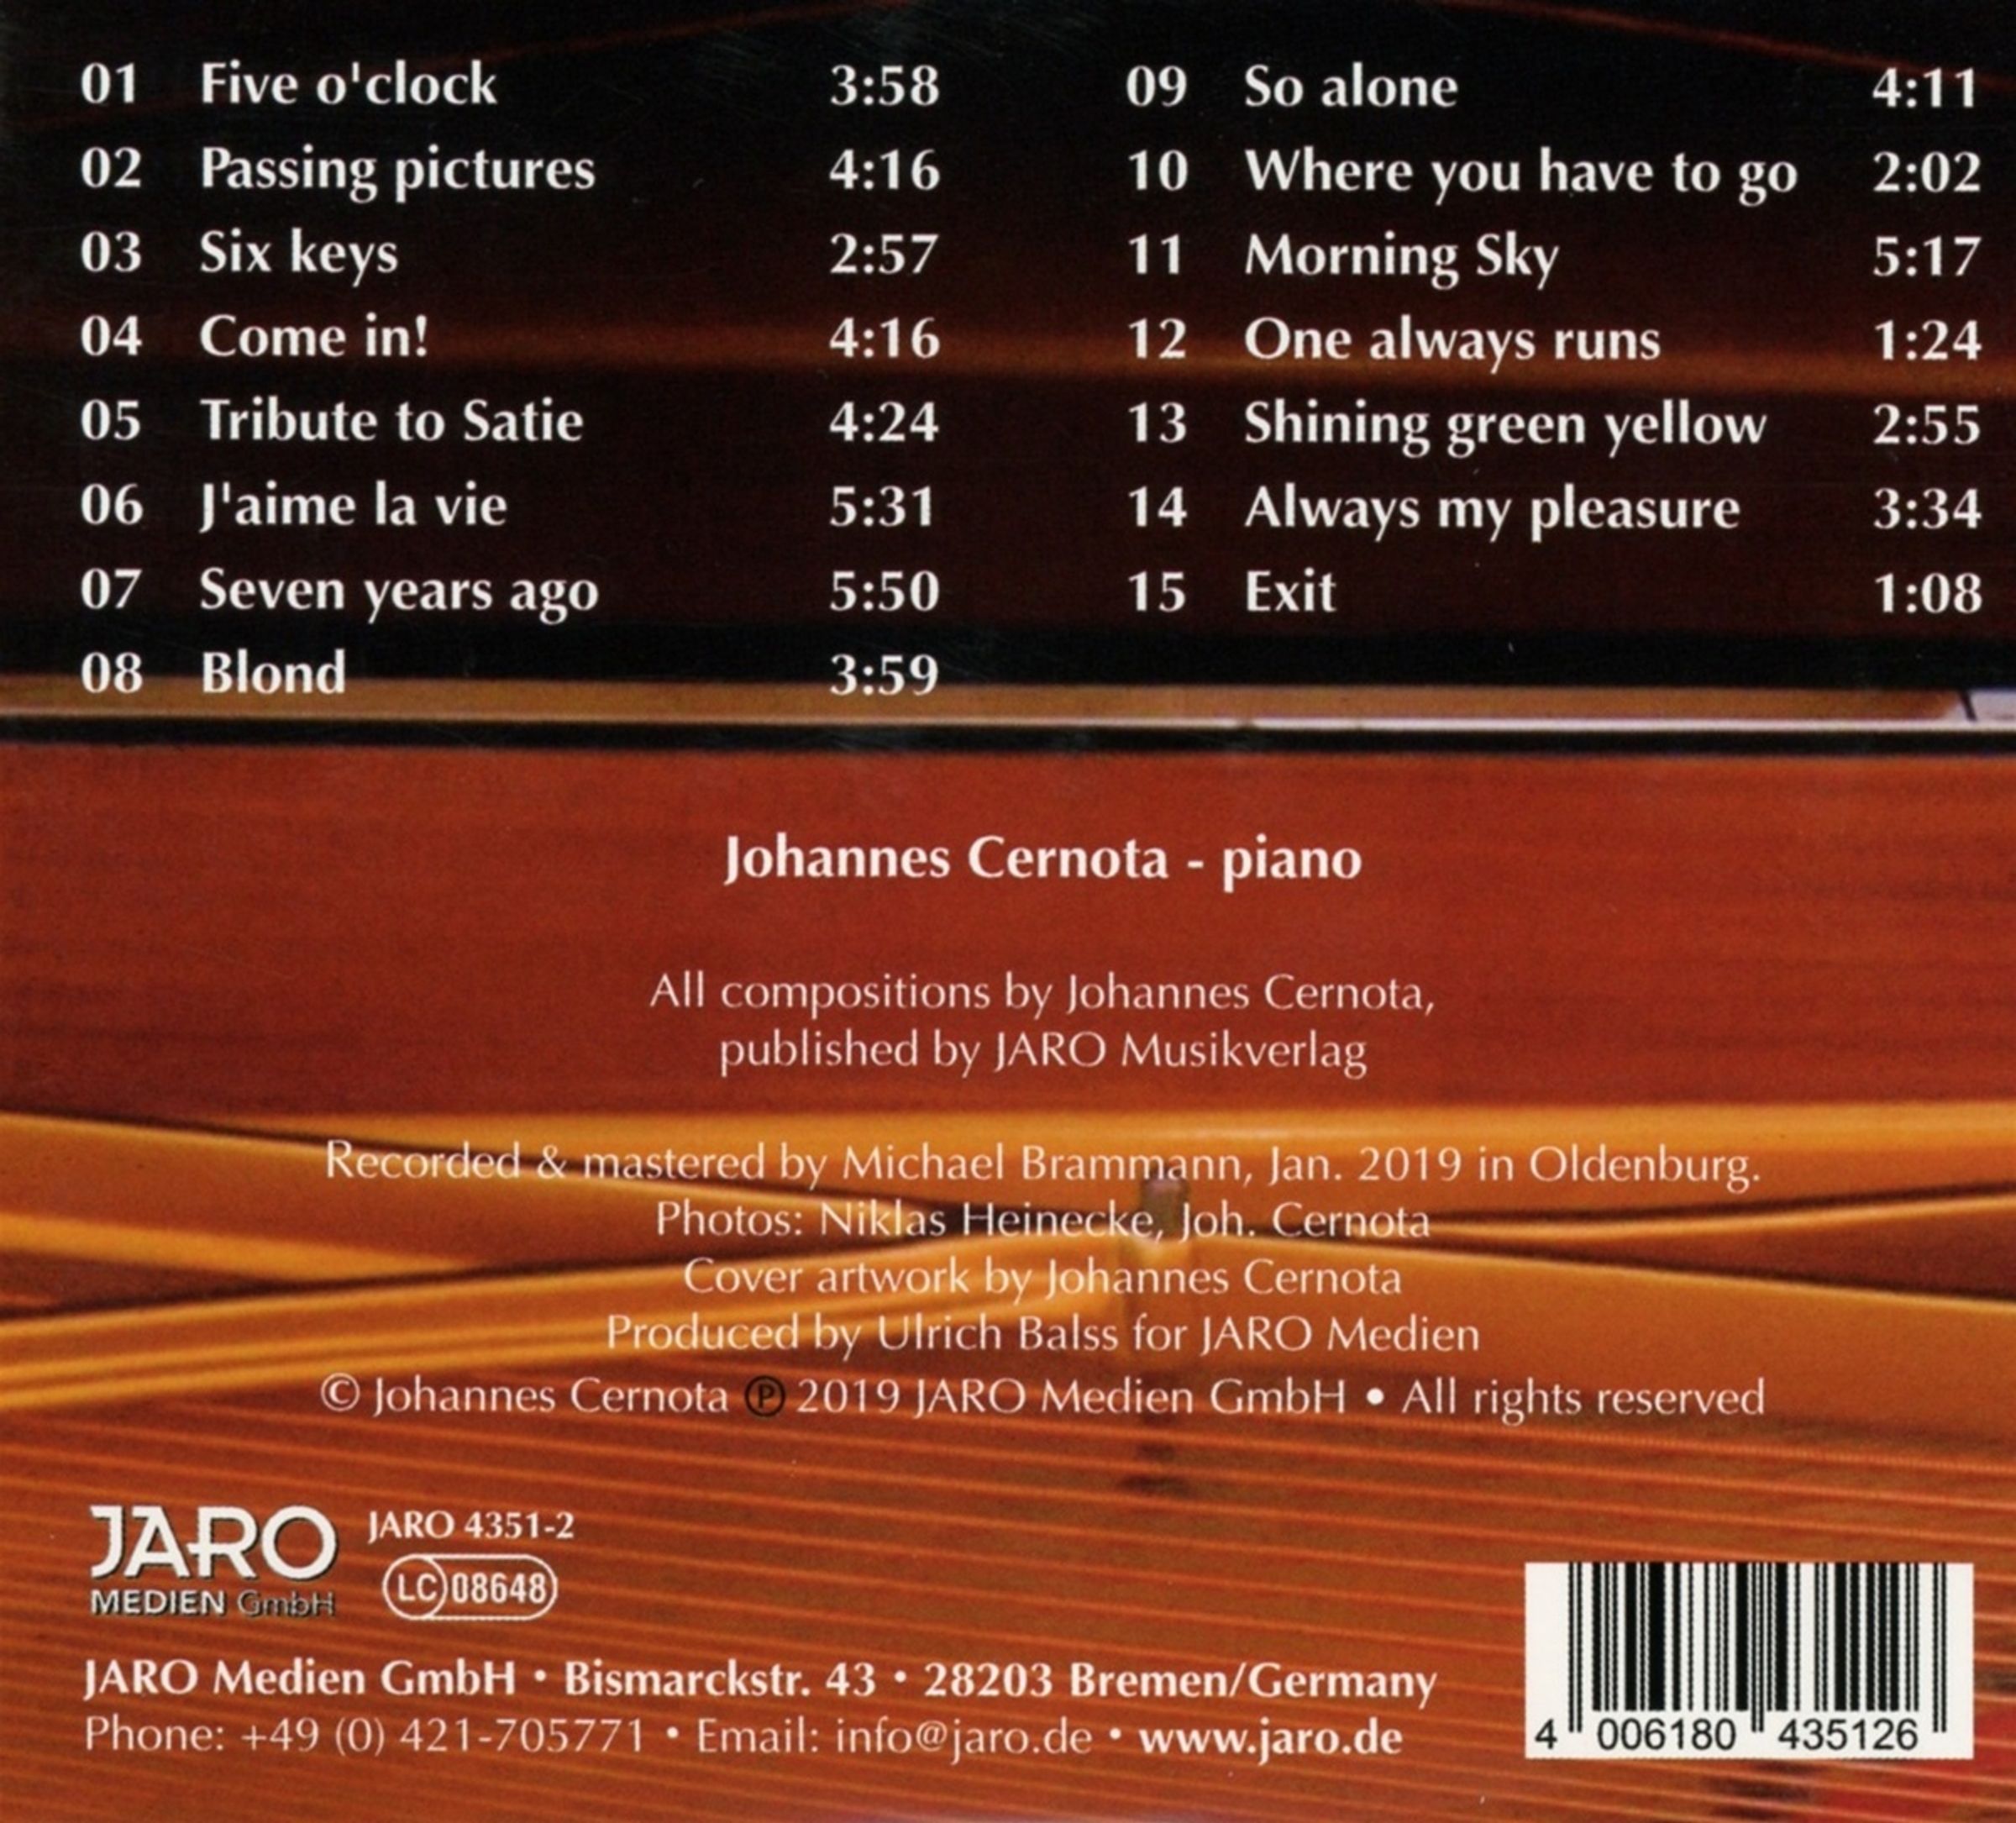 01 Five o'clock 3:58
02 Passing pictures 4:16
03 Six keys 2:57
04 Come in! 4:16
05 Tribute to Satie 4:24
06 J'aime la vie 5:31
07 Seven years ago 5:50
08 Blond 3:59
09 So alone 4:11
10 Where you have to go 2:02
11 Morning Sky 5:17
12 One always runs 1:24
13 Shining green yellow 2:55
14 Always my pleasure 3:34
15 Exit 1:08
Johannes Cernota - piano
All compositions by Johannes Cernota,
published by JARO Musikverlag
Recorded & mastered by Michael Brammann, Jan. 2019 in Oldenburg.
Photos: Niklas Heinecke, Joh. Cernota
Cover artwork by Johannes Cernota
Produced by Ulrich Balss for JARO Medien
© Johannes Cernota ℗ 2019 JARO Medien GmbH • All rights reserved
JARO
MEDIEN GmbH
JARO 4351-2
LC 08648
JARO Medien GmbH • Bismarckstr. 43 • 28203 Bremen/Germany
Phone: +49 (0) 421-705771 • Email: info@jaro.de • www.jaro.de
4 006180 435126